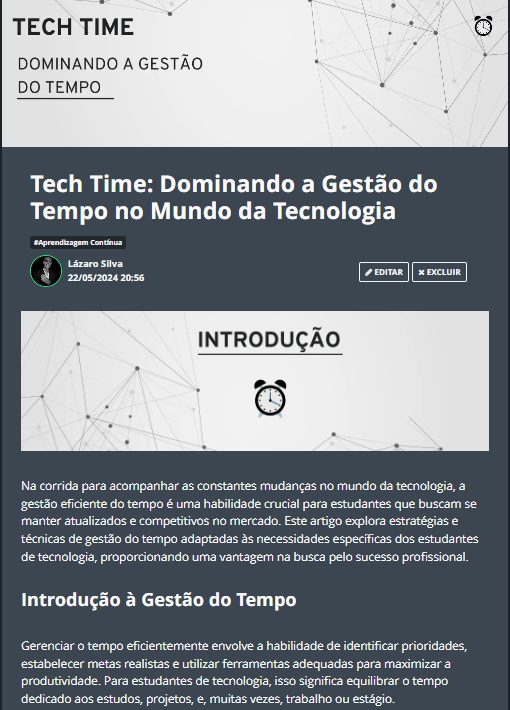 TECH TIME
DOMINANDO A GESTÃO
DO TEMPO
Tech Time: Dominando a Gestão do
Tempo no Mundo da Tecnologia
#Aprendizagem Contínua
Lázaro Silva
22/05/2024 20:56
EDITAR
EXCLUIR
INTRODUÇÃO
Na corrida para acompanhar as constantes mudanças no mundo da tecnologia, a
gestão eficiente do tempo é uma habilidade crucial para estudantes que buscam se
manter atualizados e competitivos no mercado. Este artigo explora estratégias e
técnicas de gestão do tempo adaptadas às necessidades específicas dos estudantes
de tecnologia, proporcionando uma vantagem na busca pelo sucesso profissional.
Introdução à Gestão do Tempo
Gerenciar o tempo eficientemente envolve a habilidade de identificar prioridades,
estabelecer metas realistas e utilizar ferramentas adequadas para maximizar a
produtividade. Para estudantes de tecnologia, isso significa equilibrar o tempo
dedicado aos estudos, projetos, e, muitas vezes, trabalho ou estágio.